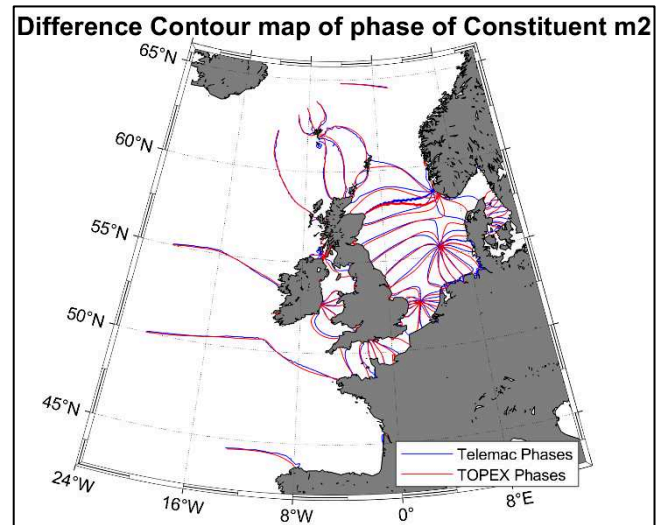 Difference Contour map of phase of Constituent m2
65°N
60°N
55°N
50°N
45°N
24°W
16°W
8°W
0°
8°E
Telemac Phases
TOPEX Phases